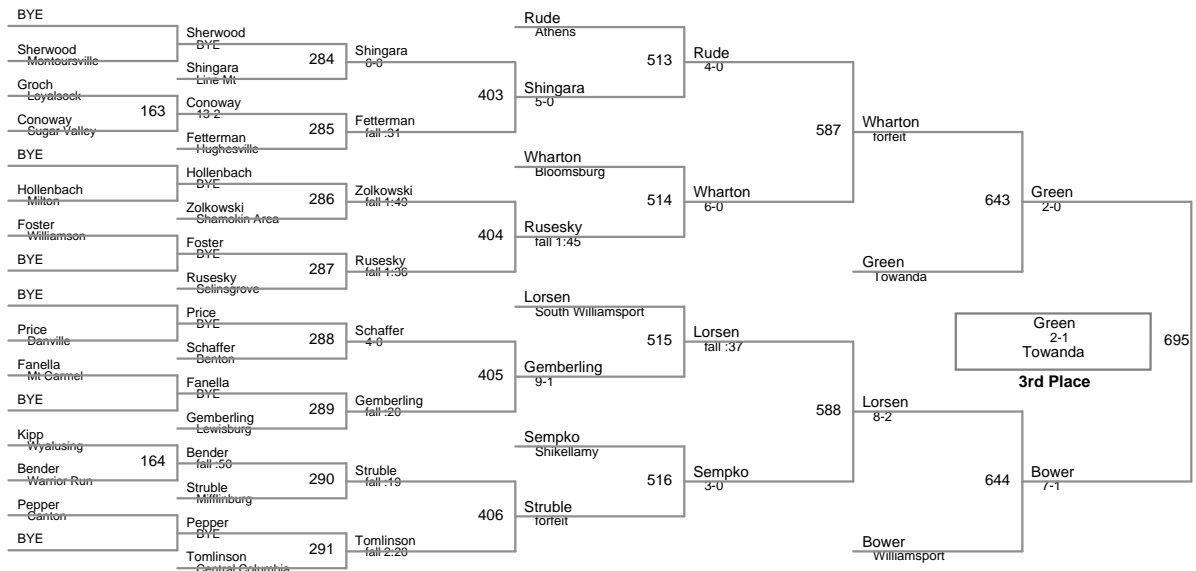 BYE
Sherwood
Montoursville
Groch
Loyalsock
163
Conoway
Sugar Valley
BYE
Hollenbach
Milton
Foster
Williamson
BYE
BYE
Price
Danville
Fanella
Mt Carmel
BYE
Kipp
Wyalusing
164
Bender
Warrior Run
Pepper
Canton
BYE
Sherwood
BYE
284
Shingara
Line Mt
Conoway
13-2
285
Fetterman
Hughesville
Hollenbach
BYE
286
Zolkowski
Shamokin Area
Foster
BYE
287
Rusesky
Selinsgrove
Price
BYE
288
Schaffer
Benton
Fanella
BYE
289
Gemberling
Lewisburg
Bender
fall :50
290
Struble
Mifflinburg
Pepper
BYE
291
Tomlinson
Central Columbia
Shingara
6-0
403
Fetterman
fall :31
Zolkowski
fall 1:49
404
Rusesky
fall 1:36
Schaffer
4-0
405
Gemberling
fall :20
Struble
fall :19
406
Tomlinson
fall 2:20
Rude
Athens
513
Shingara
5-0
Wharton
Bloomsburg
514
Rusesky
fall 1:45
Lorsen
South Williamsport
515
Gemberling
9-1
Sempko
Shikellamy
516
Struble
forfeit
Rude
4-0
587
Wharton
6-0
Lorsen
fall :37
588
Sempko
3-0
Wharton
forfeit
643
Green
Towanda
Lorsen
8-2
644
Bower
Williamsport
Green
2-0
695
Bower
7-1
Green
2-1
Towanda
3rd Place